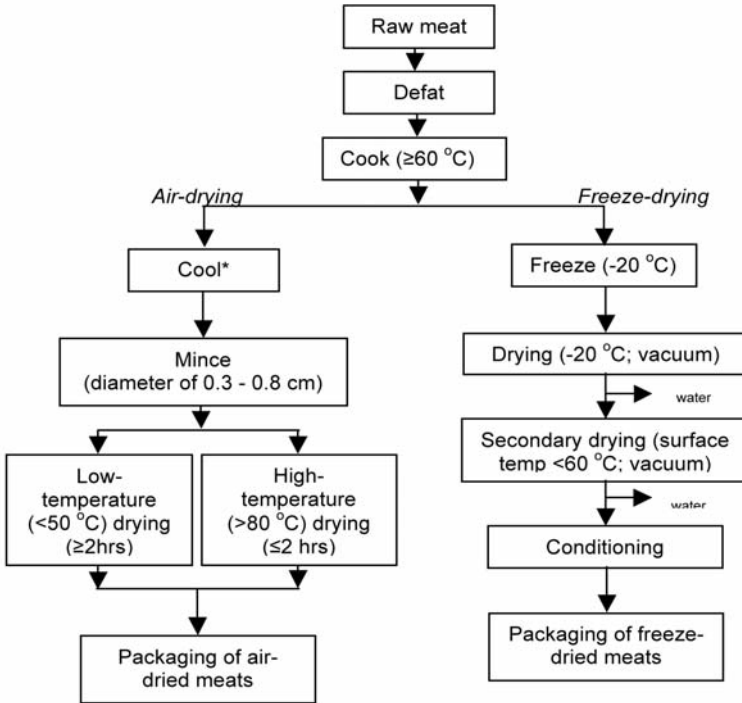 Raw meat
Defat
Cook (≥60 °C)
Air-drying
Freeze-drying
Cool*
Freeze (-20 °C)
Mince
(diameter of 0.3 - 0.8 cm)
Drying (-20 °C; vacuum)
water
Low-
temperature
(<50 °C) drying
(≥2hrs)
High-
temperature
(>80 °C) drying
(≤2 hrs)
Secondary drying (surface
temp <60 °C; vacuum)
water
Conditioning
Packaging of air-
dried meats
Packaging of freeze-
dried meats